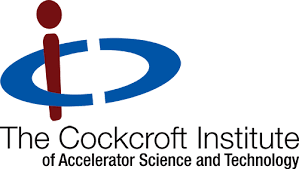 The Cockcroft Institute
of Accelerator Science and Technology